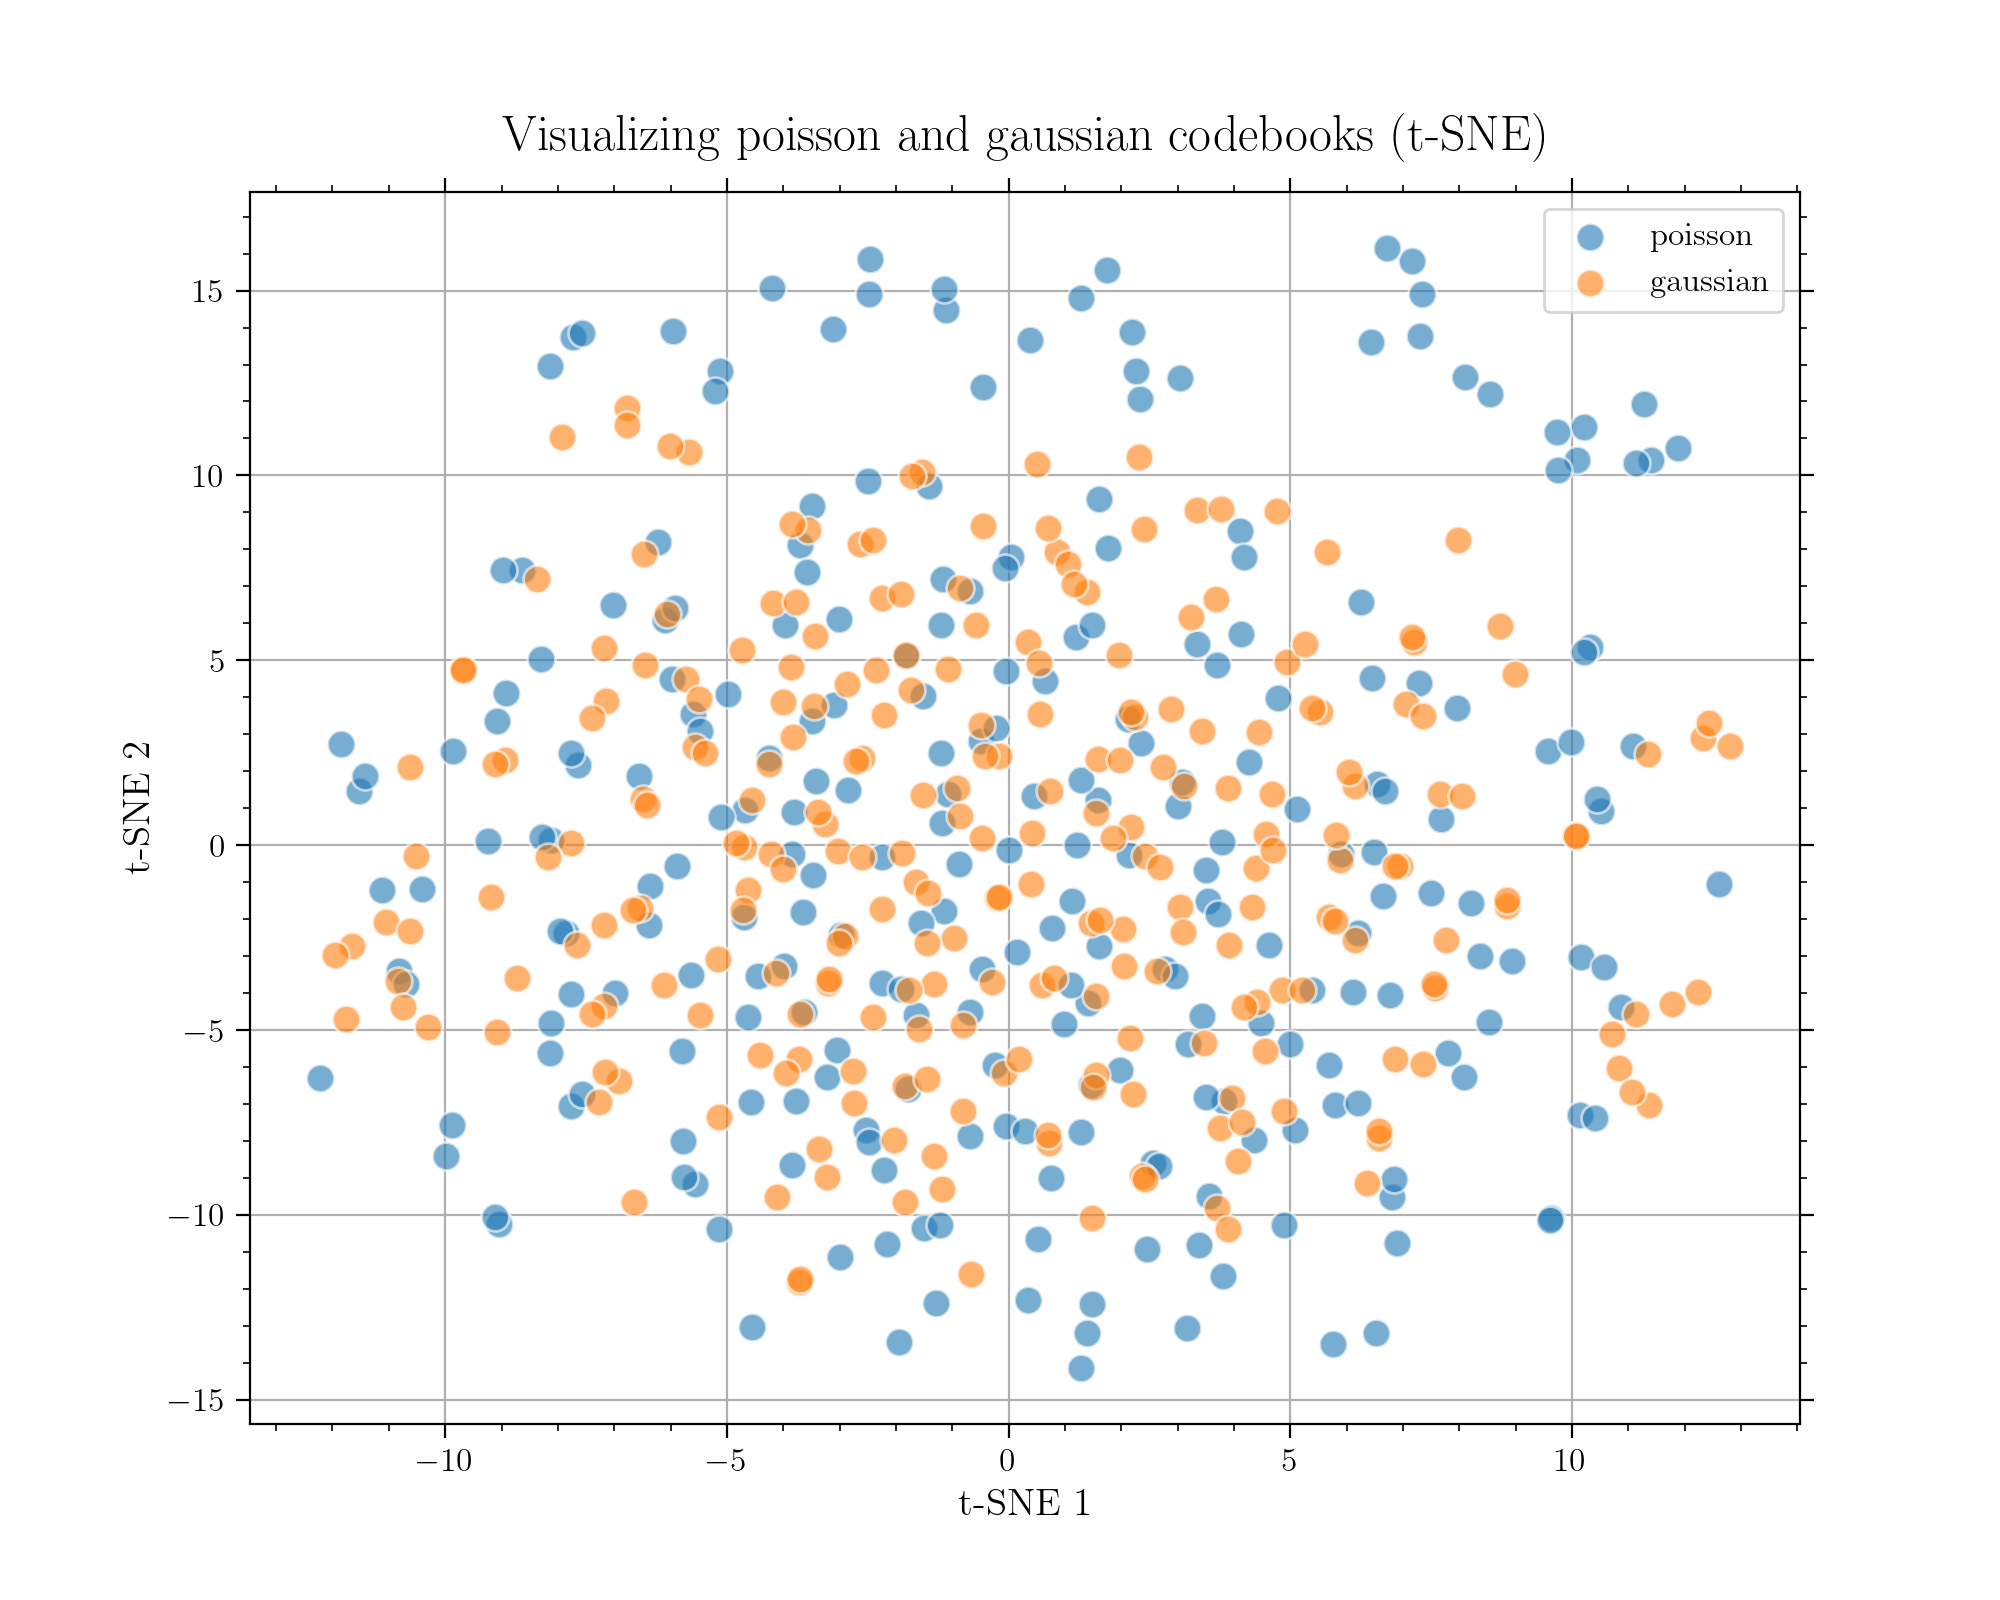 Visualizing poisson and gaussian codebooks (t-SNE)
poisson
gaussian
15
10
5
0
−5
−10
−15
t-SNE 2
−10
−5
0
5
10
t-SNE 1